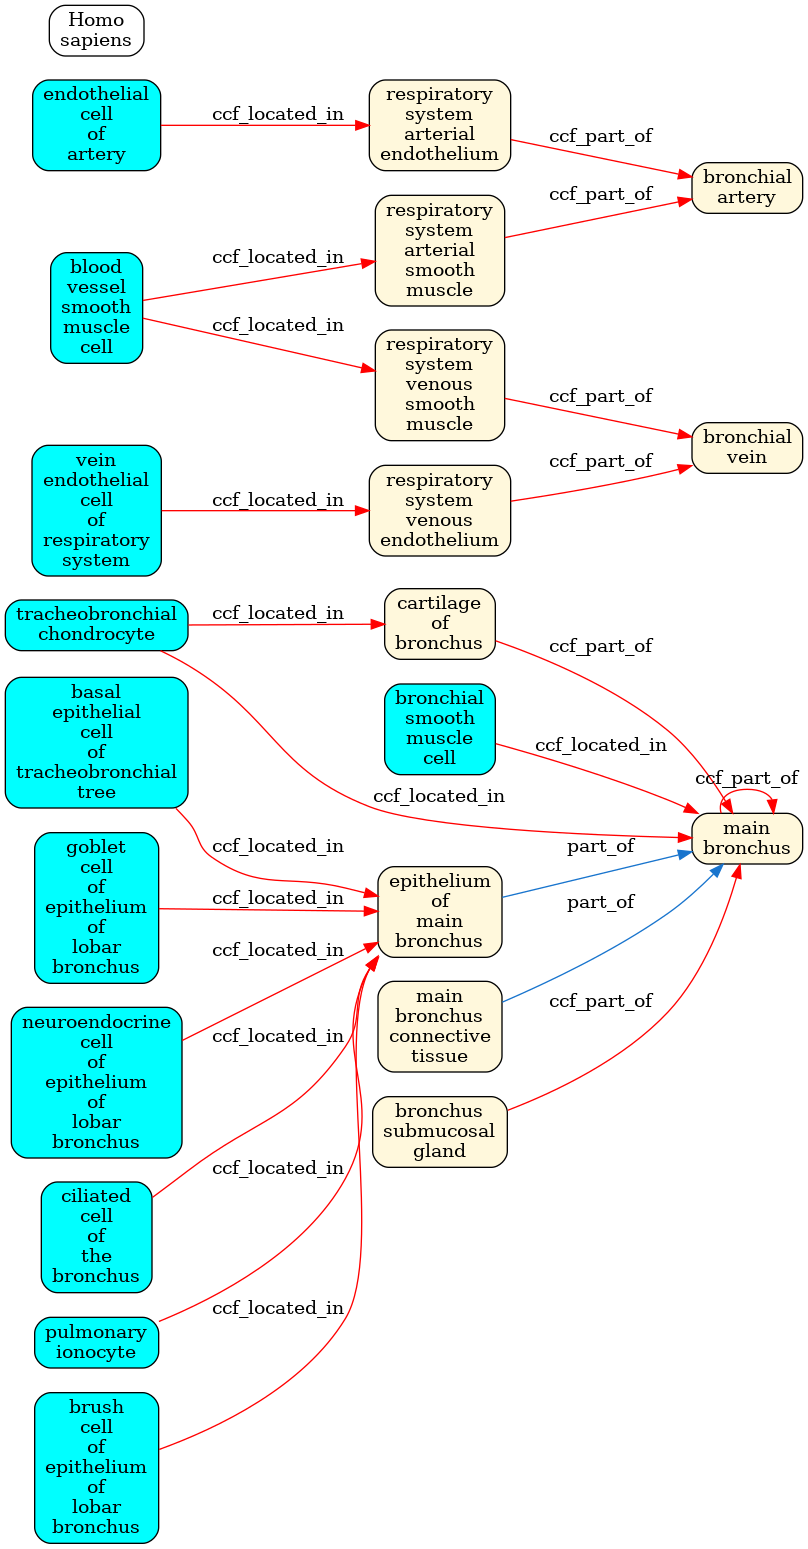 Homo
sapiens
endothelial
cell
of
artery
ccf_located_in
respiratory
system
arterial
endothelium
ccf_part_of
bronchial
artery
blood
vessel
smooth
muscle
cell
ccf_located_in
ccf_located_in
respiratory
system
arterial
smooth
muscle
ccf_part_of
respiratory
system
venous
smooth
muscle
ccf_part_of
bronchial
vein
vein
endothelial
cell
of
respiratory
system
ccf_located_in
respiratory
system
venous
endothelium
ccf_part_of
tracheobronchial
chondrocyte
ccf_located_in
cartilage
of
bronchus
ccf_part_of
ccf_located_in
bronchial
smooth
muscle
cell
ccf_located_in
ccf_part_of
main
bronchus
basal
epithelial
cell
of
tracheobronchial
tree
ccf_located_in
goblet
cell
of
epithelium
of
lobar
bronchus
ccf_located_in
epithelium
of
main
bronchus
part_of
neuroendocrine
cell
of
epithelium
of
lobar
bronchus
ccf_located_in
main
bronchus
connective
tissue
part_of
ciliated
cell
of
the
bronchus
ccf_located_in
bronchus
submucosal
gland
ccf_part_of
pulmonary
ionocyte
ccf_located_in
brush
cell
of
epithelium
of
lobar
bronchus
ccf_located_in